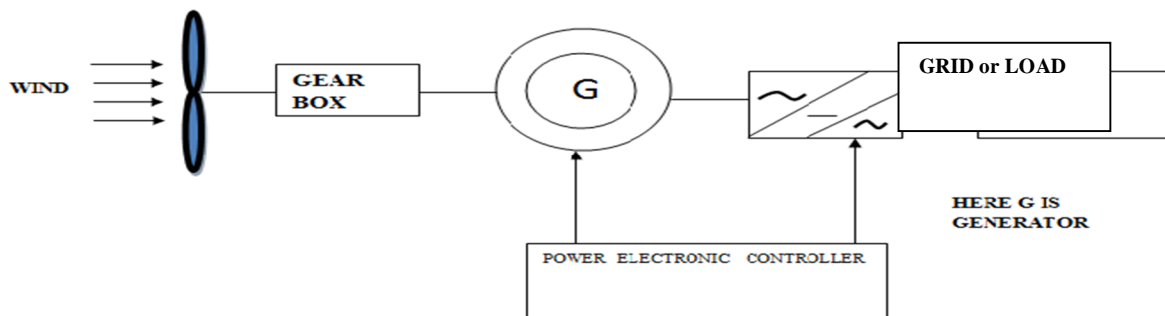 WIND
GEAR
BOX
G
GRID or LOAD
HERE G IS
GENERATOR
POWER ELECTRONIC CONTROLLER